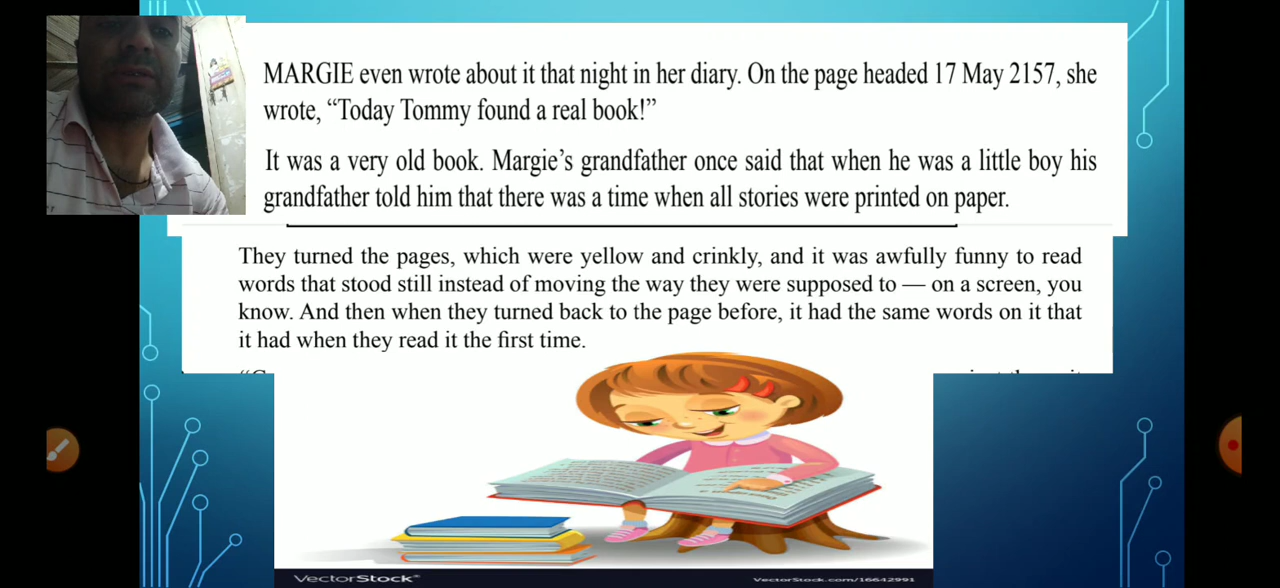 MARGIE even wrote about it that night in her diary. On the page headed 17 May 2157, she
wrote, “Today Tommy found a real book!”
It was a very old book. Margie’s grandfather once said that when he was a little boy his
grandfather told him that there was a time when all stories were printed on paper.
They turned the pages, which were yellow and crinkly, and it was awfully funny to read
words that stood still instead of moving the way they were supposed to — on a screen, you
know. And then when they turned back to the page before, it had the same words on it that
it had when they read it the first time.
VectorStock®
VectorStock.com/16642991